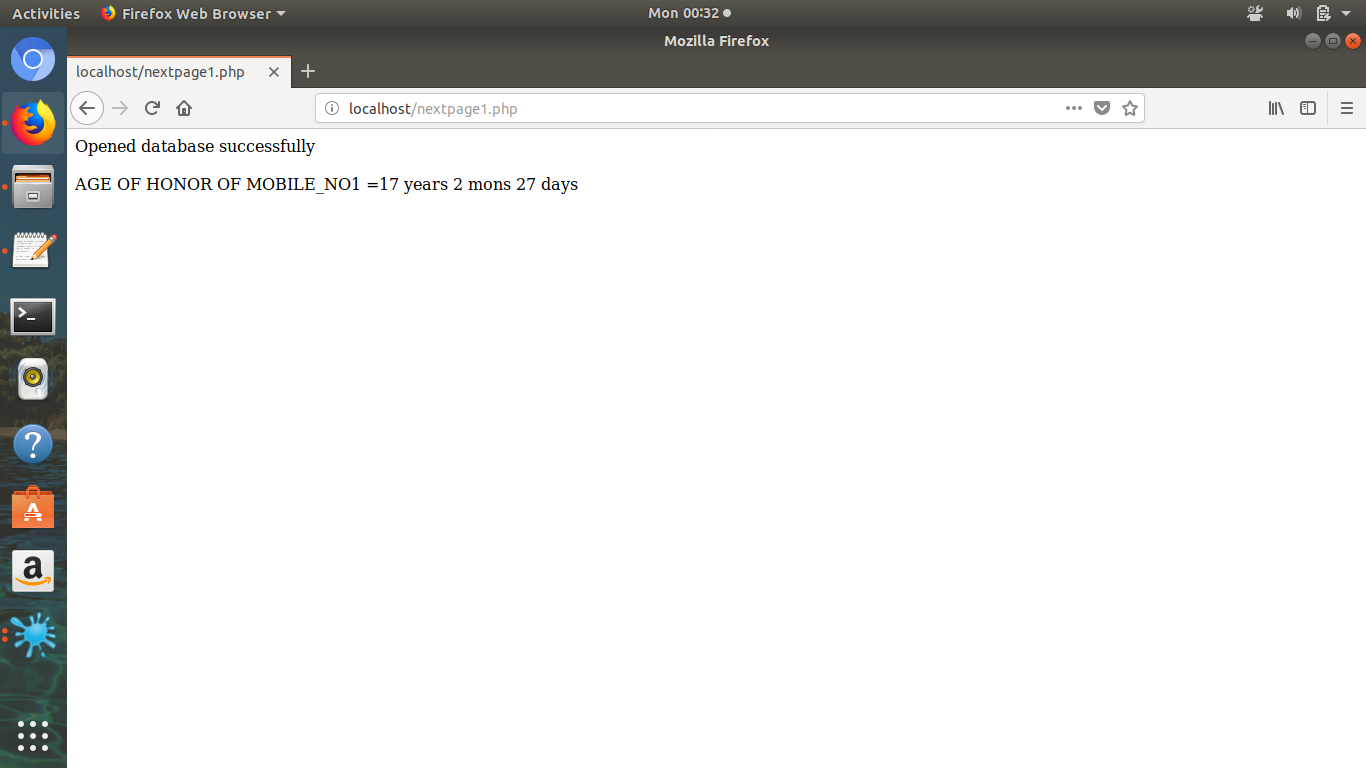 Activities Firefox Web Browser Mon 00:32
Mozilla Firefox
localhost/nextpage1.php
localhost/nextpage1.php
Opened database successfully
AGE OF HONOR OF MOBILE_NO1 =17 years 2 mons 27 days